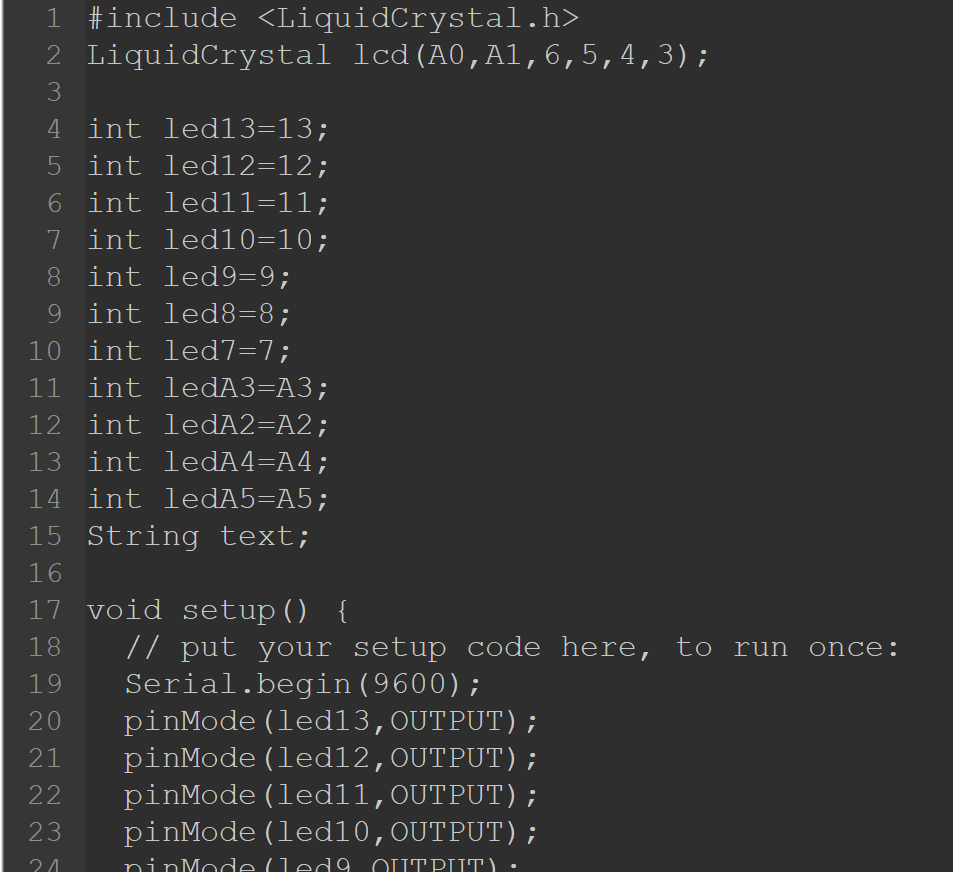 1 #include <LiquidCrystal.h>
2 LiquidCrystal lcd(A0,A1,6,5,4,3);
3
4 int led13=13;
5 int led12=12;
6 int led11=11;
7 int led10=10;
8 int led9=9;
9 int led8=8;
10 int led7=7;
11 int ledA3=A3;
12 int ledA2=A2;
13 int ledA4=A4;
14 int ledA5=A5;
15 String text;
16
17 void setup() {
18   // put your setup code here, to run once:
19   Serial.begin(9600);
20   pinMode(led13,OUTPUT);
21   pinMode(led12,OUTPUT);
22   pinMode(led11,OUTPUT);
23   pinMode(led10,OUTPUT);
24   pinMode(led9,OUTPUT);